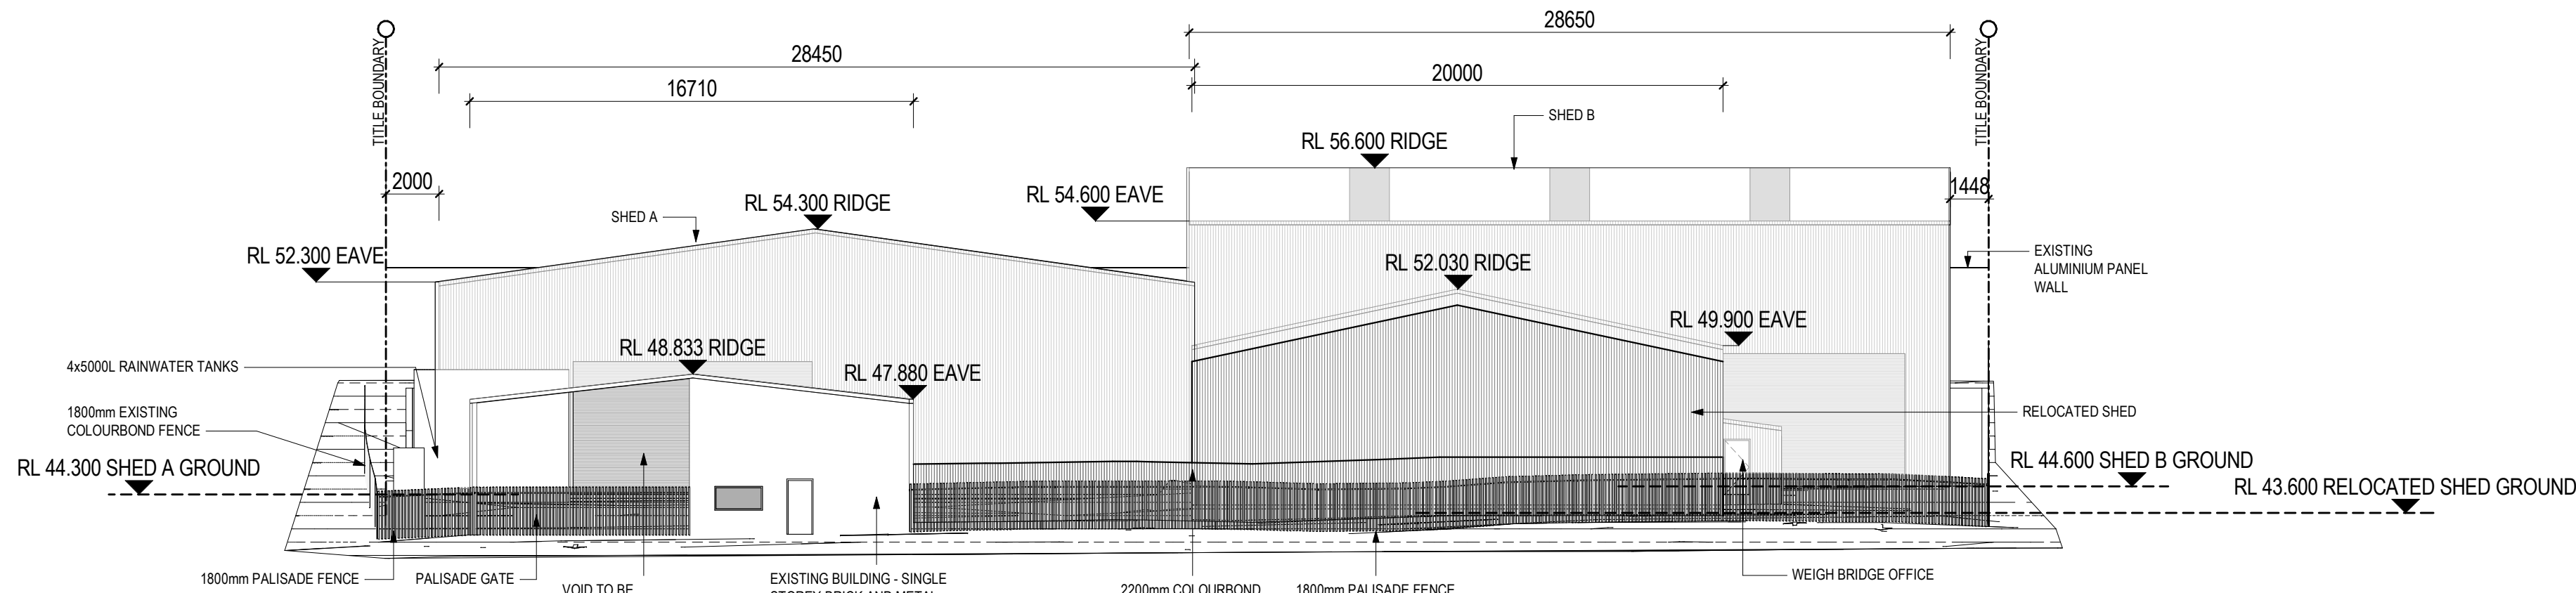 28650
28450
20000
16710
TITLE BOUNDARY
TITLE BOUNDARY
SHED B
RL 56.600 RIDGE
2000
1448
RL 54.600 EAVE
RL 54.300 RIDGE
SHED A
RL 52.300 EAVE
EXISTING
ALUMINIUM PANEL
WALL
RL 52.030 RIDGE
RL 49.900 EAVE
RL 48.833 RIDGE
4x5000L RAINWATER TANKS
RL 47.880 EAVE
1800mm EXISTING
COLOURBOND FENCE
RELOCATED SHED
RL 44.300 SHED A GROUND
RL 44.600 SHED B GROUND
RL 43.600 RELOCATED SHED GROUND
1800mm PALISADE FENCE
PALISADE GATE
VOID TO BE
EXISTING BUILDING - SINGLE
STOREY BRICK AND METAL
2200mm COLOURBOND
1800mm PALISADE FENCE
WEIGH BRIDGE OFFICE